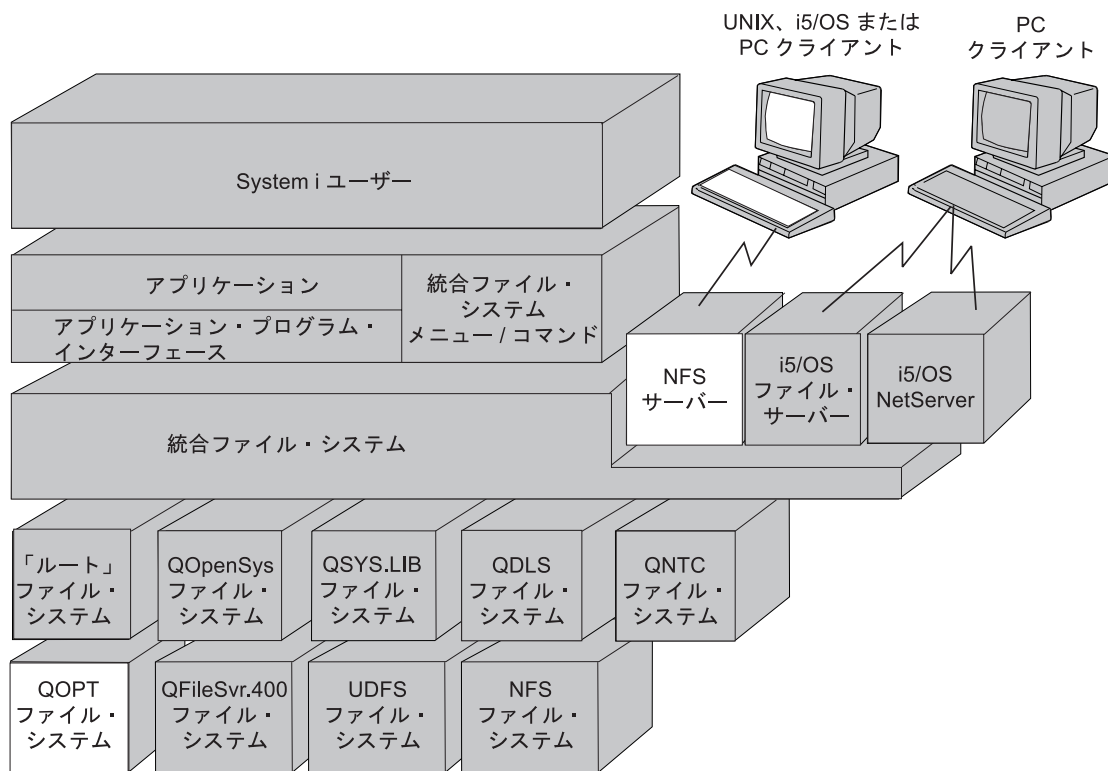 UNIX、i5/OS または
PC クライアント
PC
クライアント
System i ユーザー
アプリケーション
アプリケーション・プログラム・
インターフェース
統合ファイル・
システム
メニュー / コマンド
NFS
サーバー
i5/OS
ファイル・
サーバー
i5/OS
NetServer
統合ファイル・システム
「ルート」
ファイル・
システム
QOpenSys
ファイル・
システム
QSYS.LIB
ファイル・
システム
QDLS
ファイル・
システム
QNTC
ファイル・
システム
QOPT
ファイル・
システム
QFileSvr.400
ファイル・
システム
UDFS
ファイル・
システム
NFS
ファイル・
システム